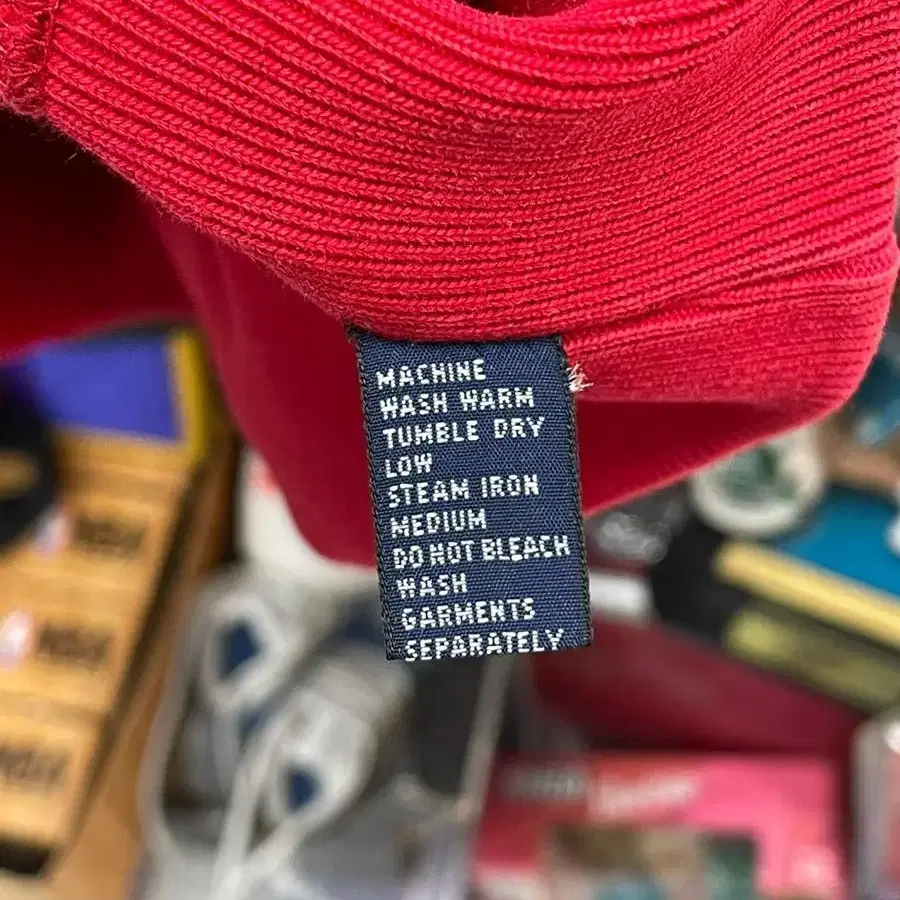 MACHINE
WASH WARM
TUMBLE DRY
LOW
STEAM IRON
MEDIUM
DO NOT BLEACH
WASH
GARMENTS
SEPARATELY